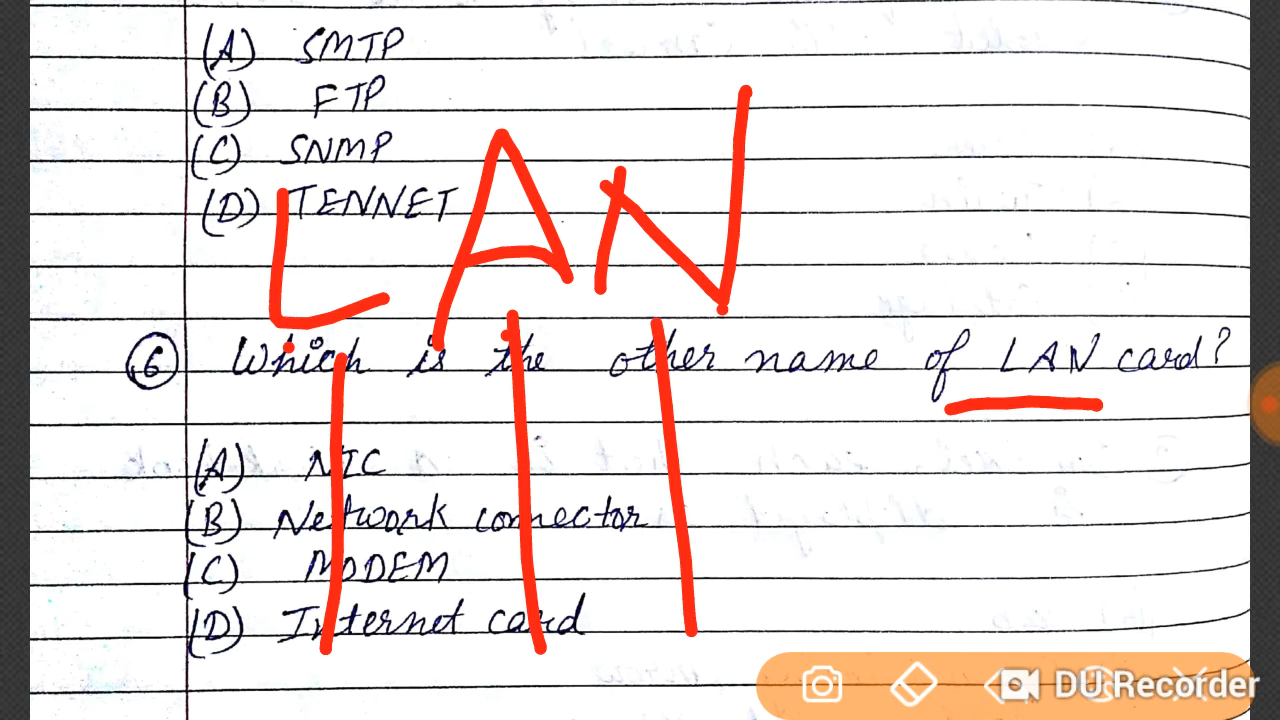 (A) SMTP
(B) FTP
(C) SNMP
(D) TENNET
LAN
6 Which is the other name of LAN card?
(A) NIC
(B) Network connector
(C) MODEM
(D) Internet card
DU Recorder